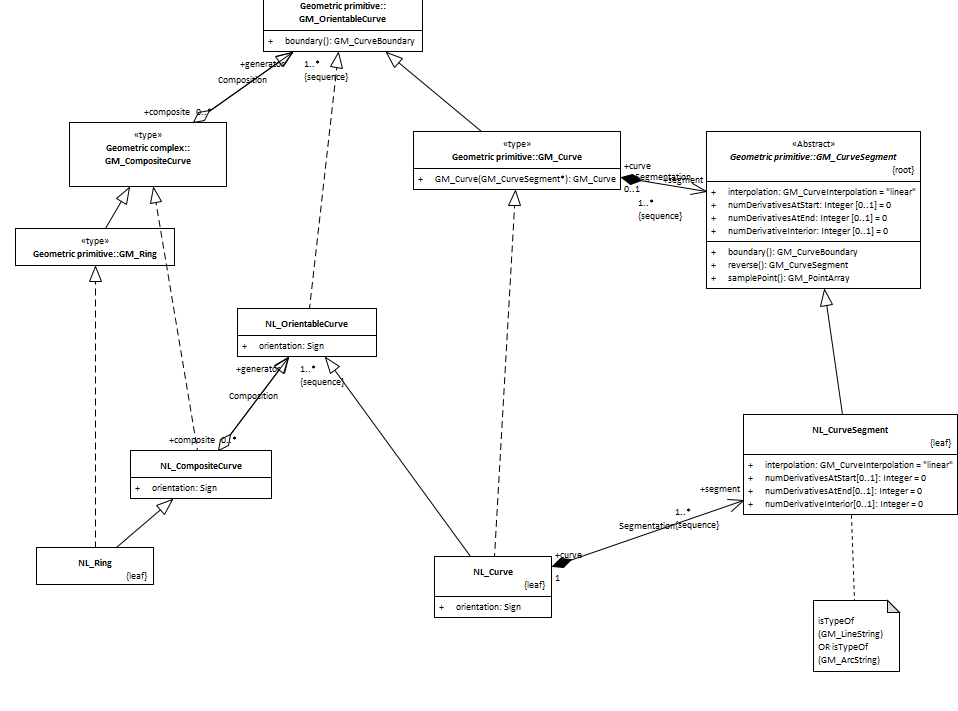 Geometric primitive::
GM_OrientableCurve
+ boundary(): GM_CurveBoundary
+generator
1..*
{sequence}
Composition
+composite 0..*
«type»
Geometric complex::
GM_CompositeCurve
«type»
Geometric primitive::GM_Curve
+ GM_Curve(GM_CurveSegment*): GM_Curve
+curve
Segmentation
+segment
0..1
1..*
{sequence}
«Abstract»
Geometric primitive::GM_CurveSegment
{root}
+ interpolation: GM_CurveInterpolation = "linear"
+ numDerivativesAtStart: Integer [0..1] = 0
+ numDerivativesAtEnd: Integer [0..1] = 0
+ numDerivativeInterior: Integer [0..1] = 0
+ boundary(): GM_CurveBoundary
+ reverse(): GM_CurveSegment
+ samplePoint(): GM_PointArray
«type»
Geometric primitive::GM_Ring
NL_OrientableCurve
+ orientation: Sign
+generator
1..*
{sequence}
Composition
+composite 0..*
NL_CompositeCurve
+ orientation: Sign
NL_Ring
{leaf}
NL_CurveSegment
{leaf}
+ interpolation: GM_CurveInterpolation = "linear"
+ numDerivativesAtStart[0..1]: Integer = 0
+ numDerivativesAtEnd[0..1]: Integer = 0
+ numDerivativeInterior[0..1]: Integer = 0
+segment
1..*
Segmentation
{sequence}
+curve
1
NL_Curve
{leaf}
+ orientation: Sign
isTypeOf
(GM_LineString)
OR isTypeOf
(GM_ArcString)